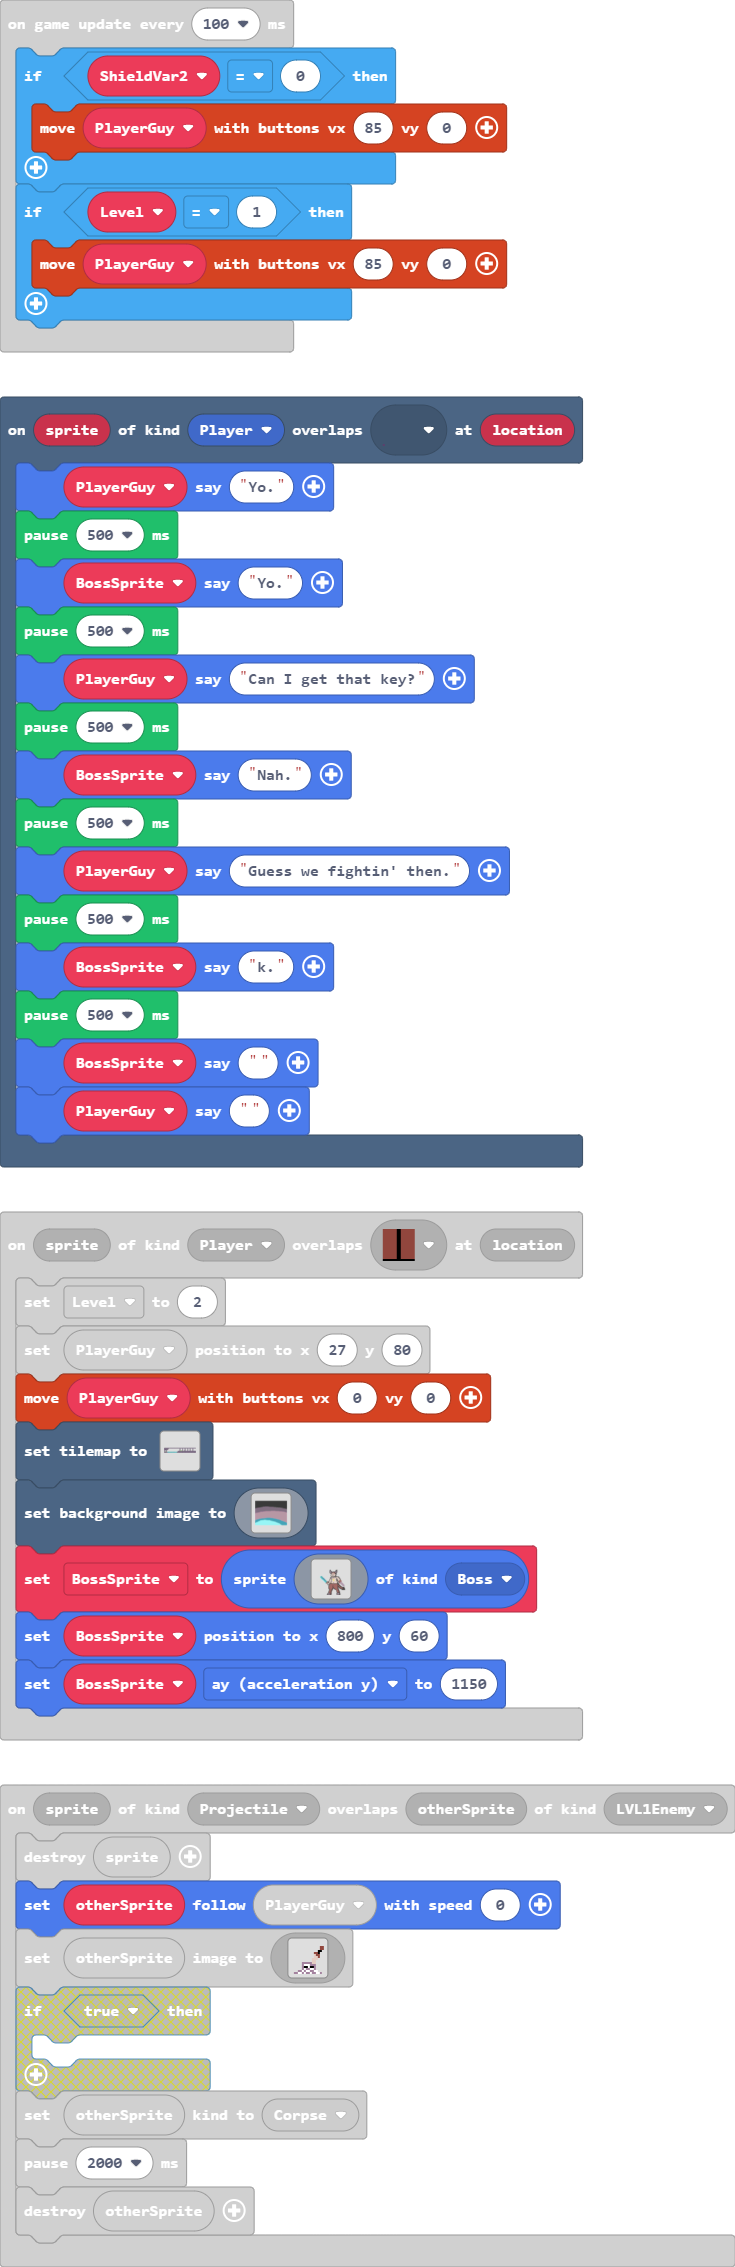 on game update every 100 ms
if ShieldVar2 = 0 then
move PlayerGuy with buttons vx 85 vy 0
if Level = 1 then
move PlayerGuy with buttons vx 85 vy 0
on sprite of kind Player overlaps at location
PlayerGuy say "Yo."
pause 500 ms
BossSprite say "Yo."
pause 500 ms
PlayerGuy say "Can I get that key?"
pause 500 ms
BossSprite say "Nah."
pause 500 ms
PlayerGuy say "Guess we fightin' then."
pause 500 ms
BossSprite say "k."
pause 500 ms
BossSprite say " "
PlayerGuy say " "
on sprite of kind Player overlaps at location
set Level to 2
set PlayerGuy position to x 27 y 80
move PlayerGuy with buttons vx 0 vy 0
set tilemap to
set background image to
set BossSprite to sprite of kind Boss
set BossSprite position to x 800 y 60
set BossSprite ay (acceleration y) to 1150
on sprite of kind Projectile overlaps otherSprite of kind LVL1Enemy
destroy sprite
set otherSprite follow PlayerGuy with speed 0
set otherSprite image to
if true then
set otherSprite kind to Corpse
pause 2000 ms
destroy otherSprite